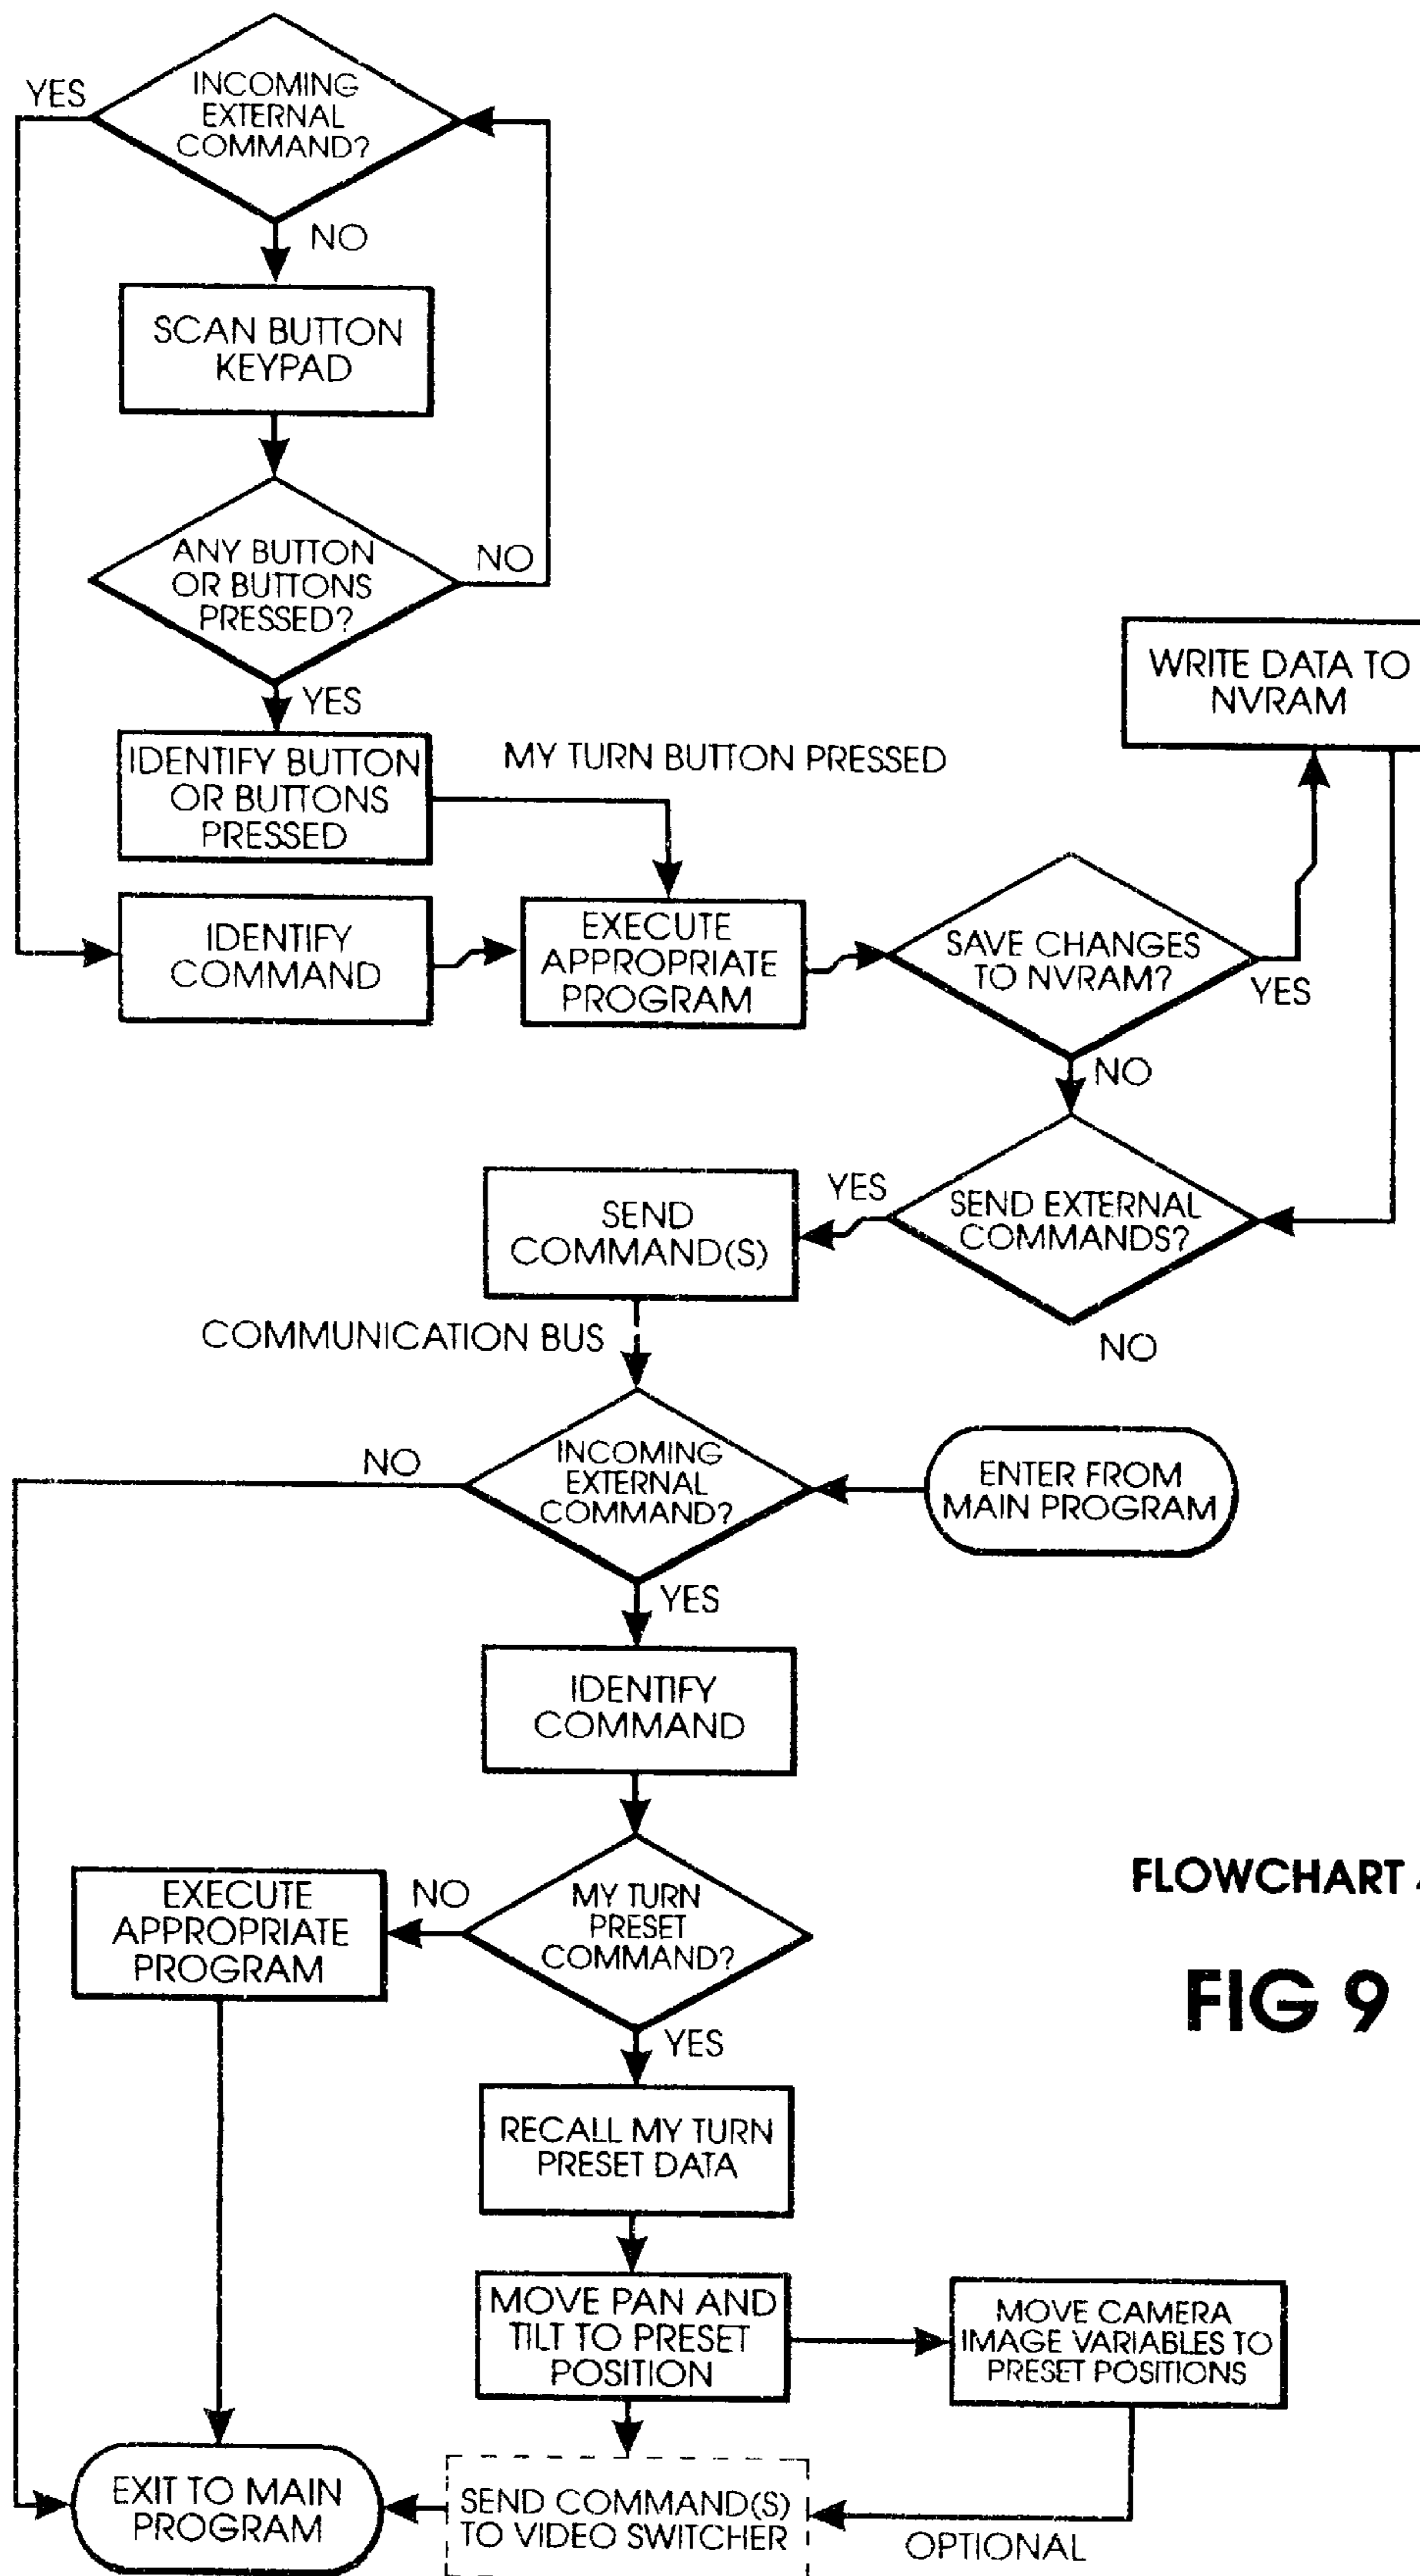 YES
INCOMING
EXTERNAL
COMMAND?
NO
SCAN BUTTON
KEYPAD
ANY BUTTON
OR BUTTONS
PRESSED?
NO
YES
WRITE DATA TO
NVRAM
IDENTIFY BUTTON
OR BUTTONS
PRESSED
MY TURN BUTTON PRESSED
IDENTIFY
COMMAND
EXECUTE
APPROPRIATE
PROGRAM
SAVE CHANGES
TO NVRAM?
YES
NO
SEND
COMMAND(S)
YES
SEND EXTERNAL
COMMANDS?
NO
COMMUNICATION BUS
NO
INCOMING
EXTERNAL
COMMAND?
ENTER FROM
MAIN PROGRAM
YES
IDENTIFY
COMMAND
EXECUTE
APPROPRIATE
PROGRAM
NO
MY TURN
PRESET
COMMAND?
FLOWCHART
FIG 9
YES
RECALL MY TURN
PRESET DATA
MOVE PAN AND
TILT TO PRESET
POSITION
MOVE CAMERA
IMAGE VARIABLES TO
PRESET POSITIONS
EXIT TO MAIN
PROGRAM
SEND COMMAND(S)
TO VIDEO SWITCHER
OPTIONAL